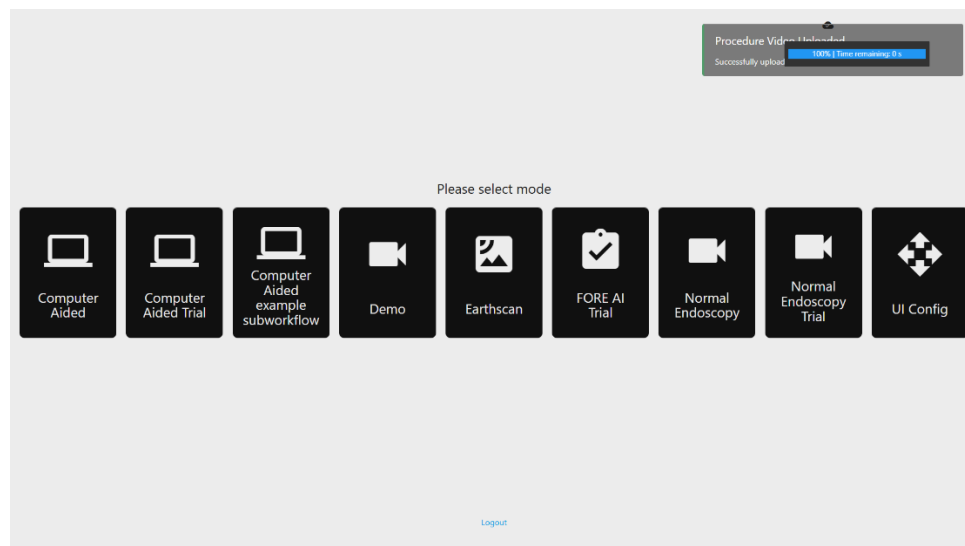 Procedure Video Uploaded
100% | Time remaining: 0 s
Successfully upload
Please select mode
Computer
Aided
Computer
Aided Trial
Computer
Aided
example
subworkflow
Demo
Earthscan
FORE AI
Trial
Normal
Endoscopy
Normal
Endoscopy
Trial
UI Config
Logout